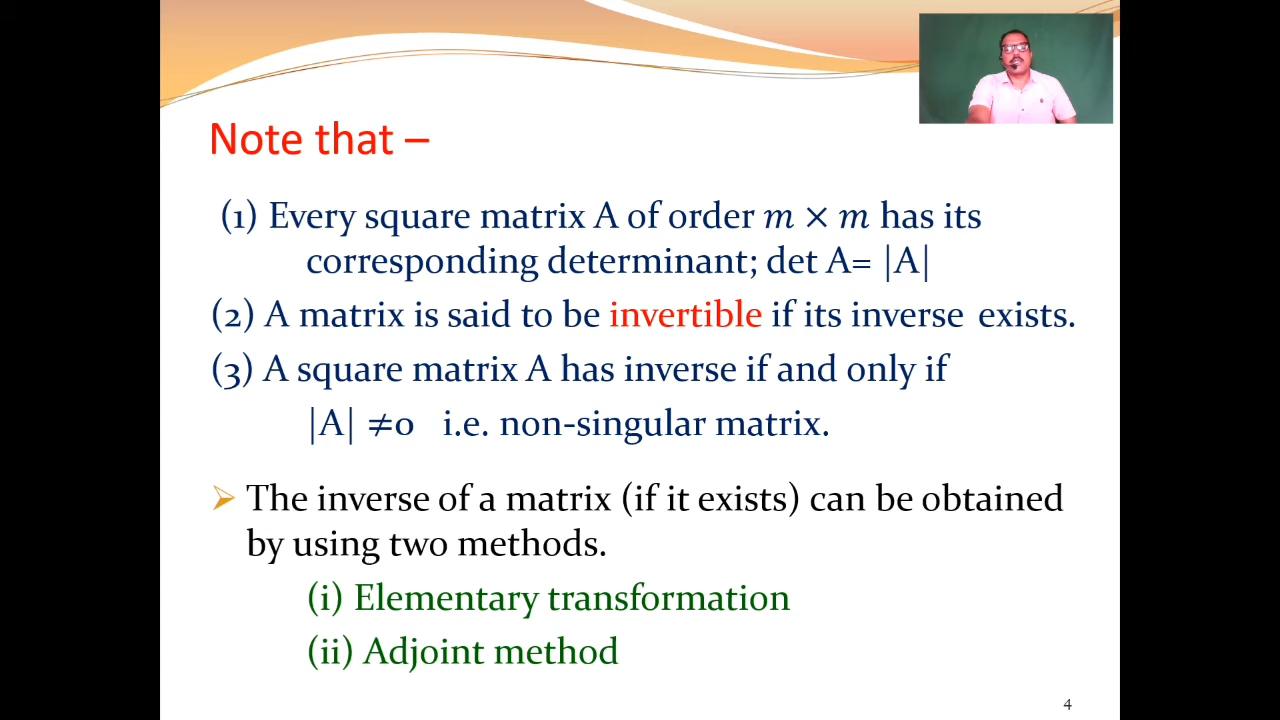 Note that –
(1) Every square matrix A of order 𝑚 × 𝑚 has its
corresponding determinant; det A= |A|
(2) A matrix is said to be invertible if its inverse exists.
(3) A square matrix A has inverse if and only if
|A| ≠0 i.e. non-singular matrix.
➢ The inverse of a matrix (if it exists) can be obtained
by using two methods.
(i) Elementary transformation
(ii) Adjoint method
4